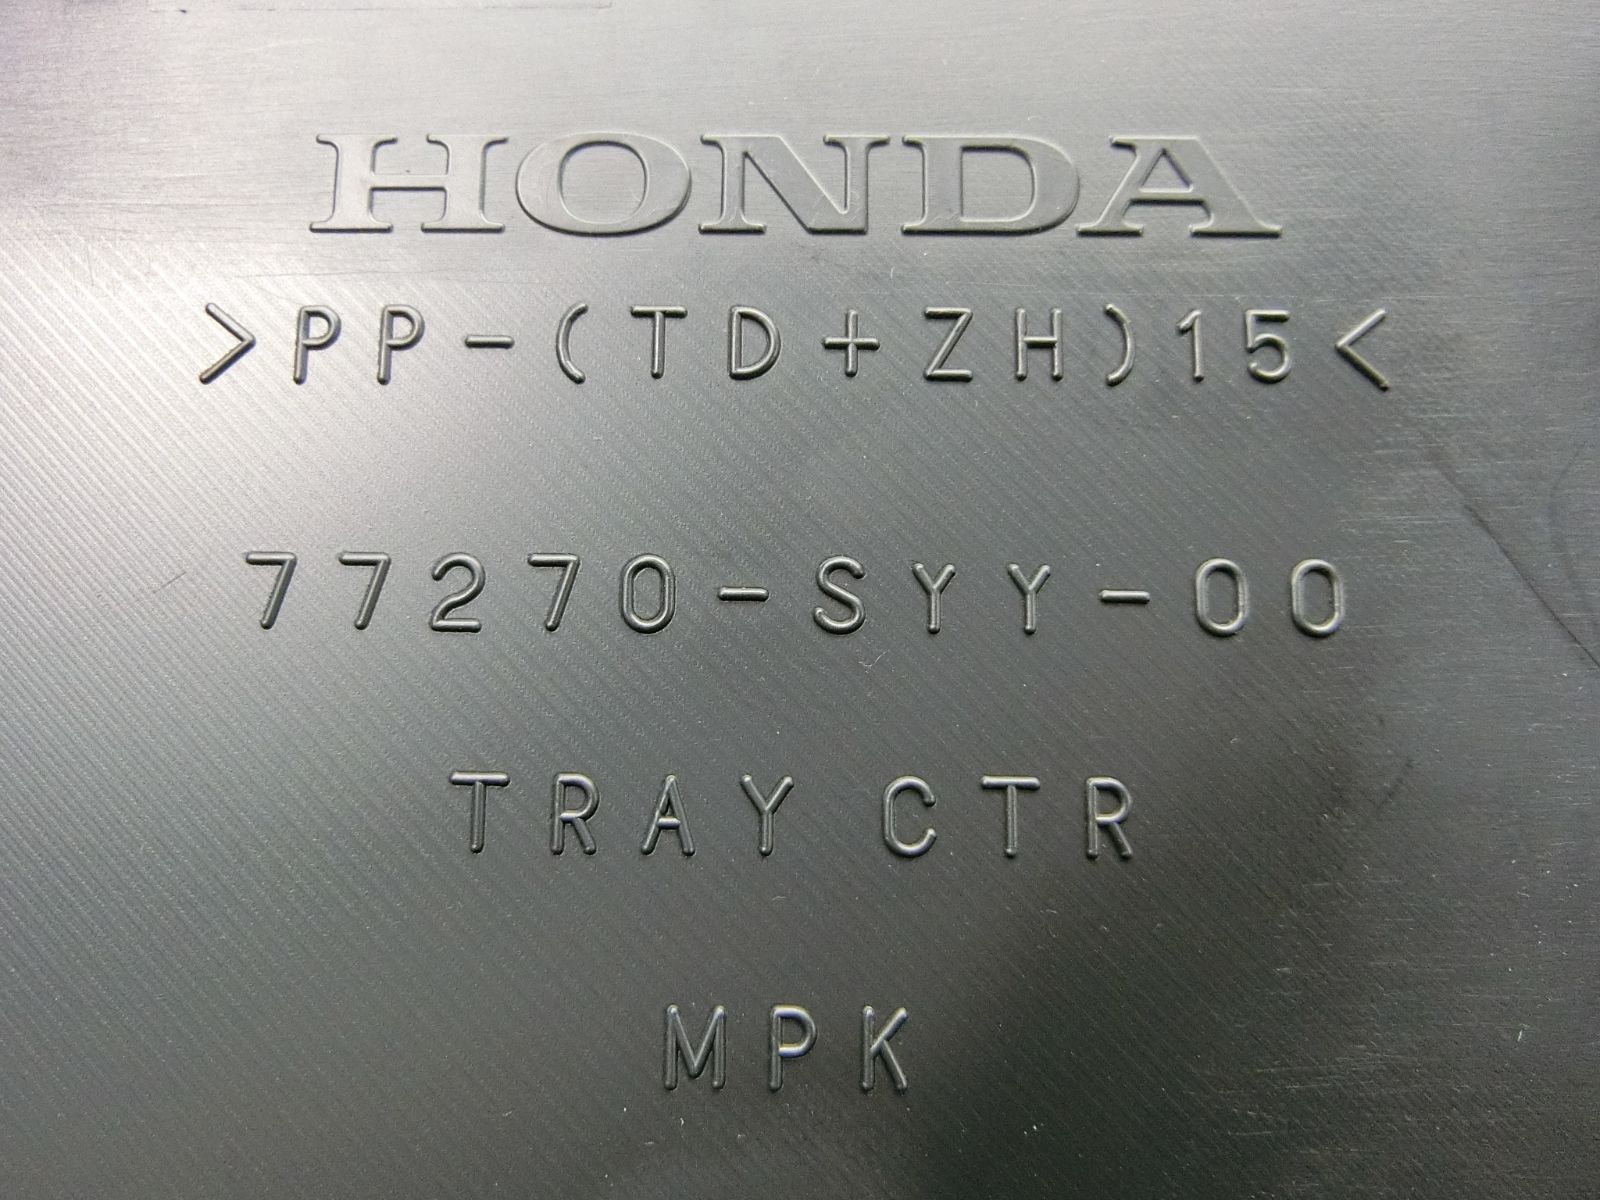 HONDA
>PP-(TD+ZH)15<
77270-SYY-00
TRAY CTR
MPK